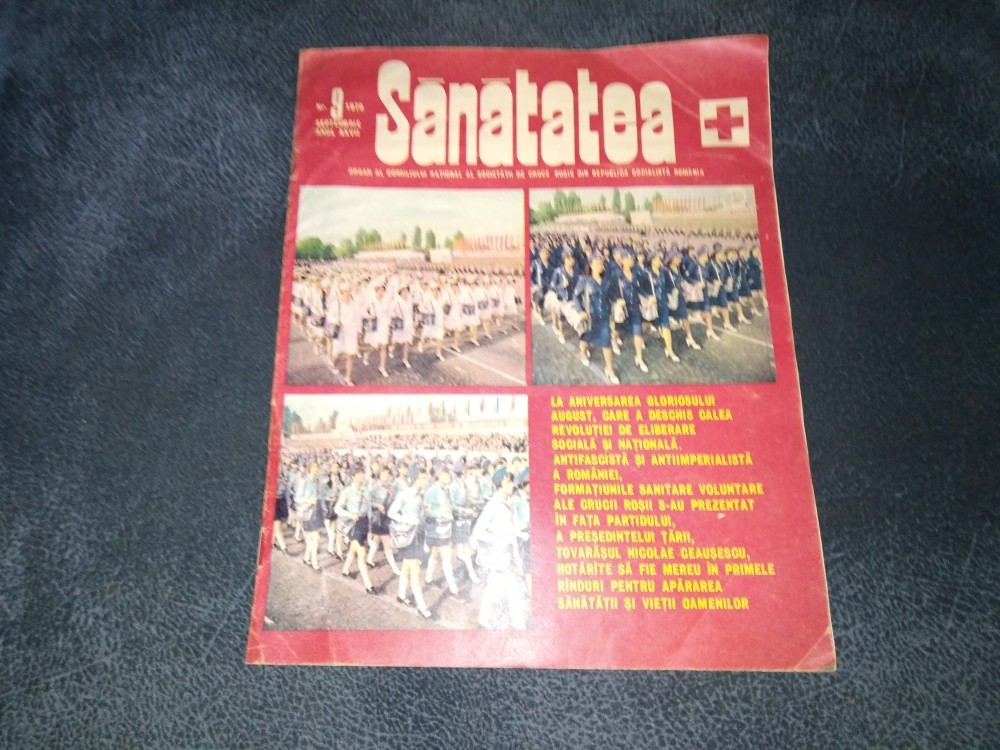 Sănătatea
Nr. 9
SEPTEMBRIE
ANUL XXVII
ORGAN AL CONSILIULUI NAȚIONAL AL SOCIETĂȚII DE CRUCE ROȘIE DIN REPUBLICA SOCIALISTĂ ROMÂNIA
LA ANIVERSAREA GLORIOSULUI
AUGUST, CARE A DESCHIS CALEA
REVOLUȚIEI DE ELIBERARE
SOCIALĂ ȘI NAȚIONALĂ,
ANTIFASCISTĂ ȘI ANTIIMPERIALISTĂ
A ROMÂNIEI,
FORMAȚIUNILE SANITARE VOLUNTARE
ALE CRUCII ROȘII S-AU PREZENTAT
ÎN FAȚA PARTIDULUI,
A PREȘEDINTELUI ȚĂRII,
TOVARĂȘUL NICOLAE CEAUȘESCU,
HOTĂRÎTE SĂ FIE MEREU ÎN PRIMELE
RÎNDURI PENTRU APĂRAREA
SĂNĂTĂȚII ȘI VIEȚII OAMENILOR